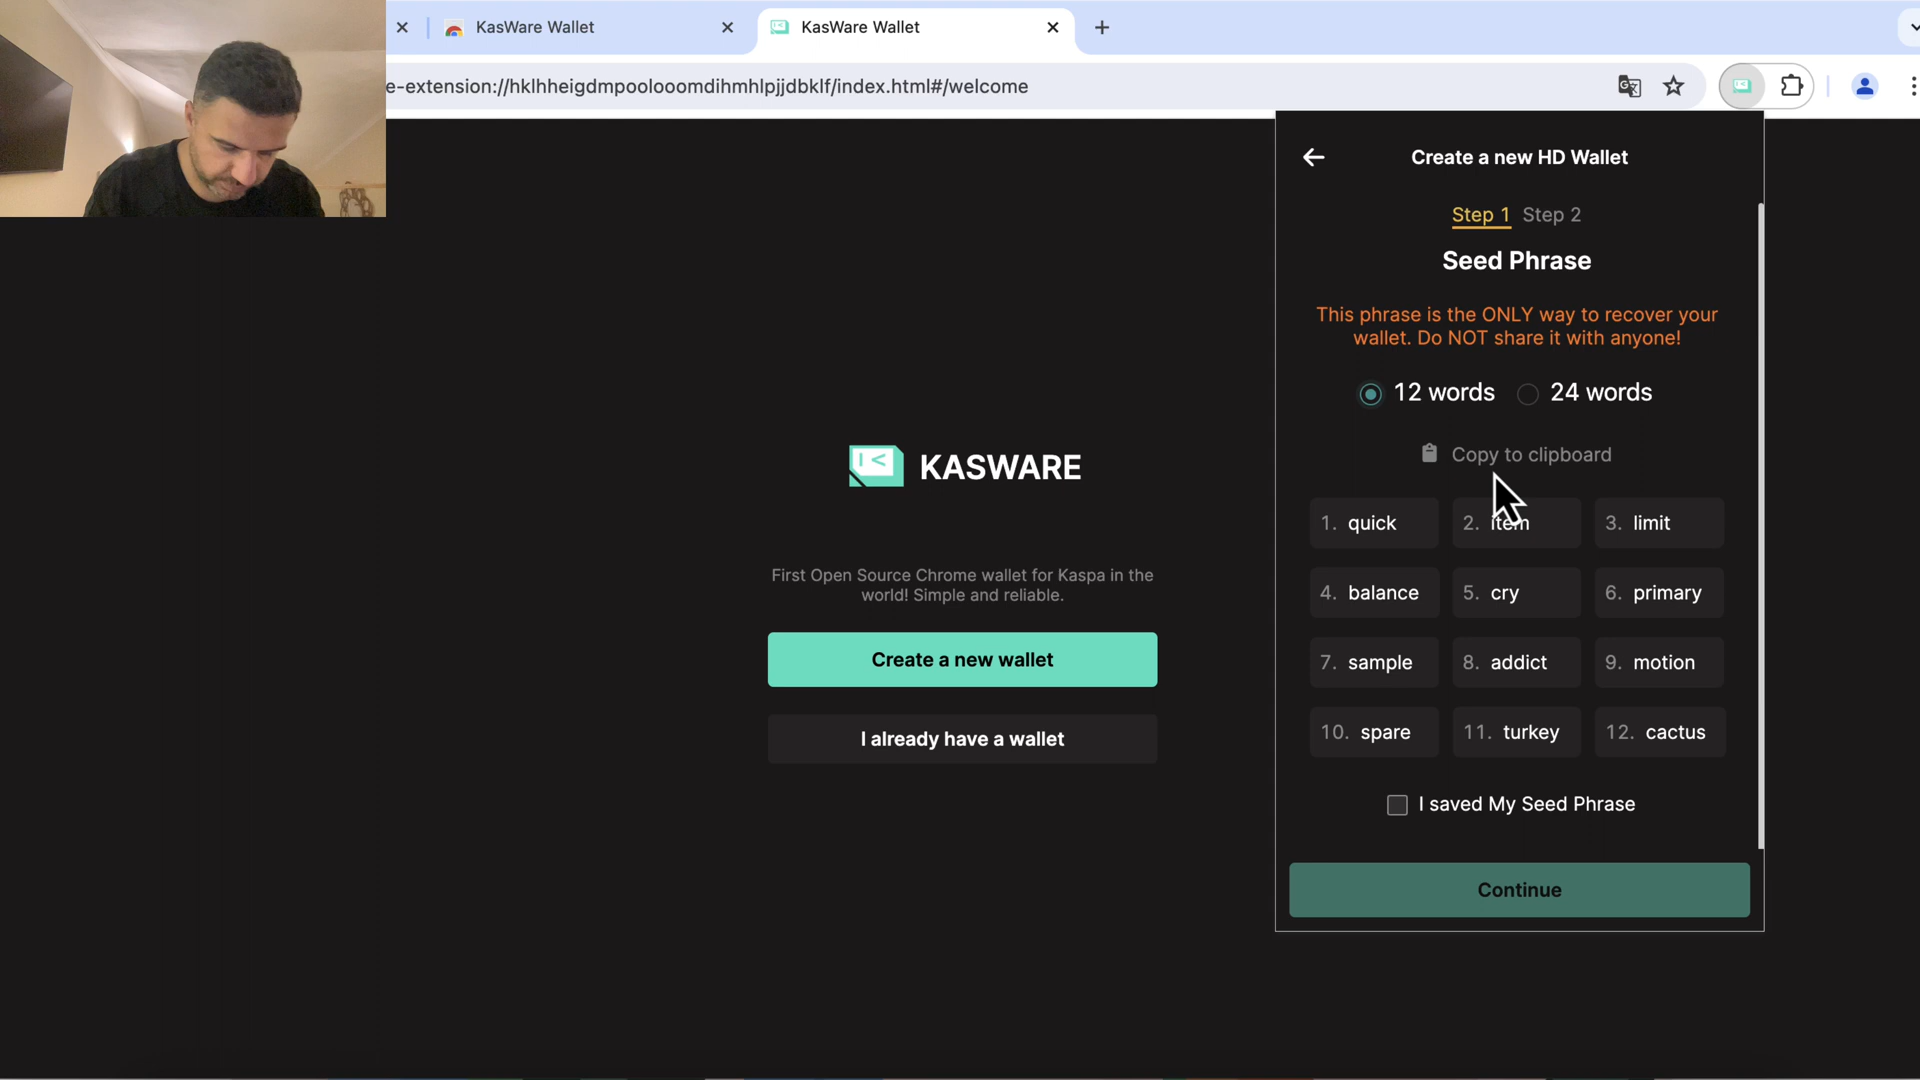 KasWare Wallet
KasWare Wallet
e-extension://hklhheigdmpoolooomdihmhlpjjdbklf/index.html#/welcome
KASWARE
First Open Source Chrome wallet for Kaspa in the
world! Simple and reliable.
Create a new wallet
I already have a wallet
Create a new HD Wallet
Step 1 Step 2
Seed Phrase
This phrase is the ONLY way to recover your
wallet. Do NOT share it with anyone!
12 words 24 words
Copy to clipboard
1. quick 2. item 3. limit
4. balance 5. cry 6. primary
7. sample 8. addict 9. motion
10. spare 11. turkey 12. cactus
I saved My Seed Phrase
Continue